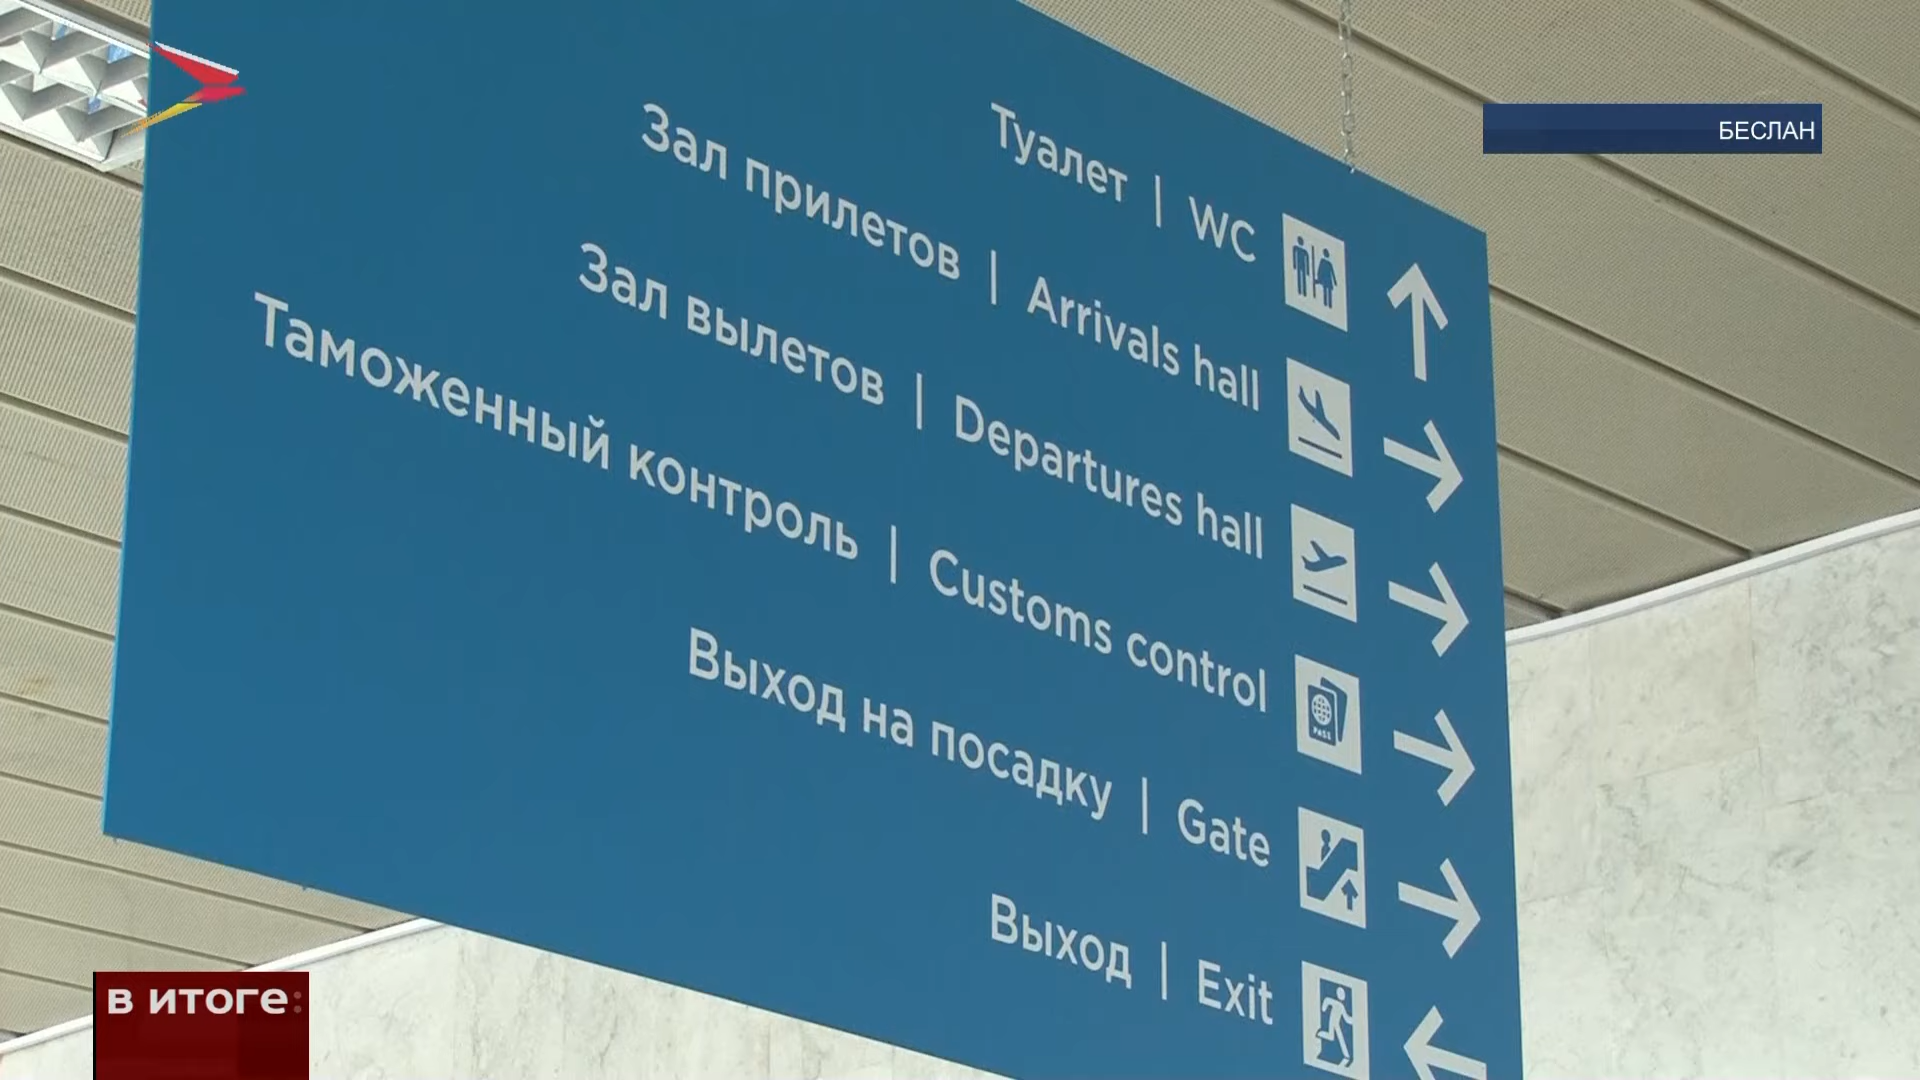 БЕСЛАН
Туалет | WC
Зал прилетов | Arrivals hall
Зал вылетов | Departures hall
Таможенный контроль | Customs control
PASS
Выход на посадку | Gate
Выход | Exit
в итоге: